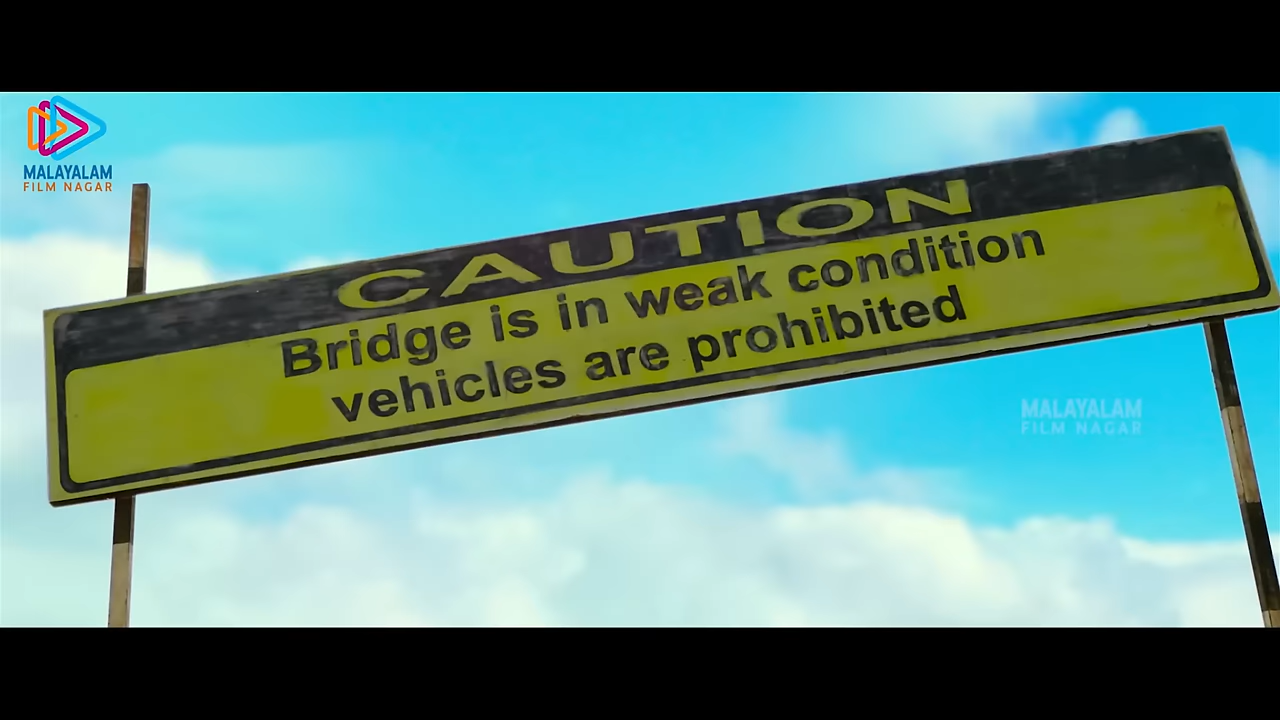 MALAYALAM
FILM NAGAR
CAUTION
Bridge is in weak condition
vehicles are prohibited
MALAYALAM
FILM NAGAR